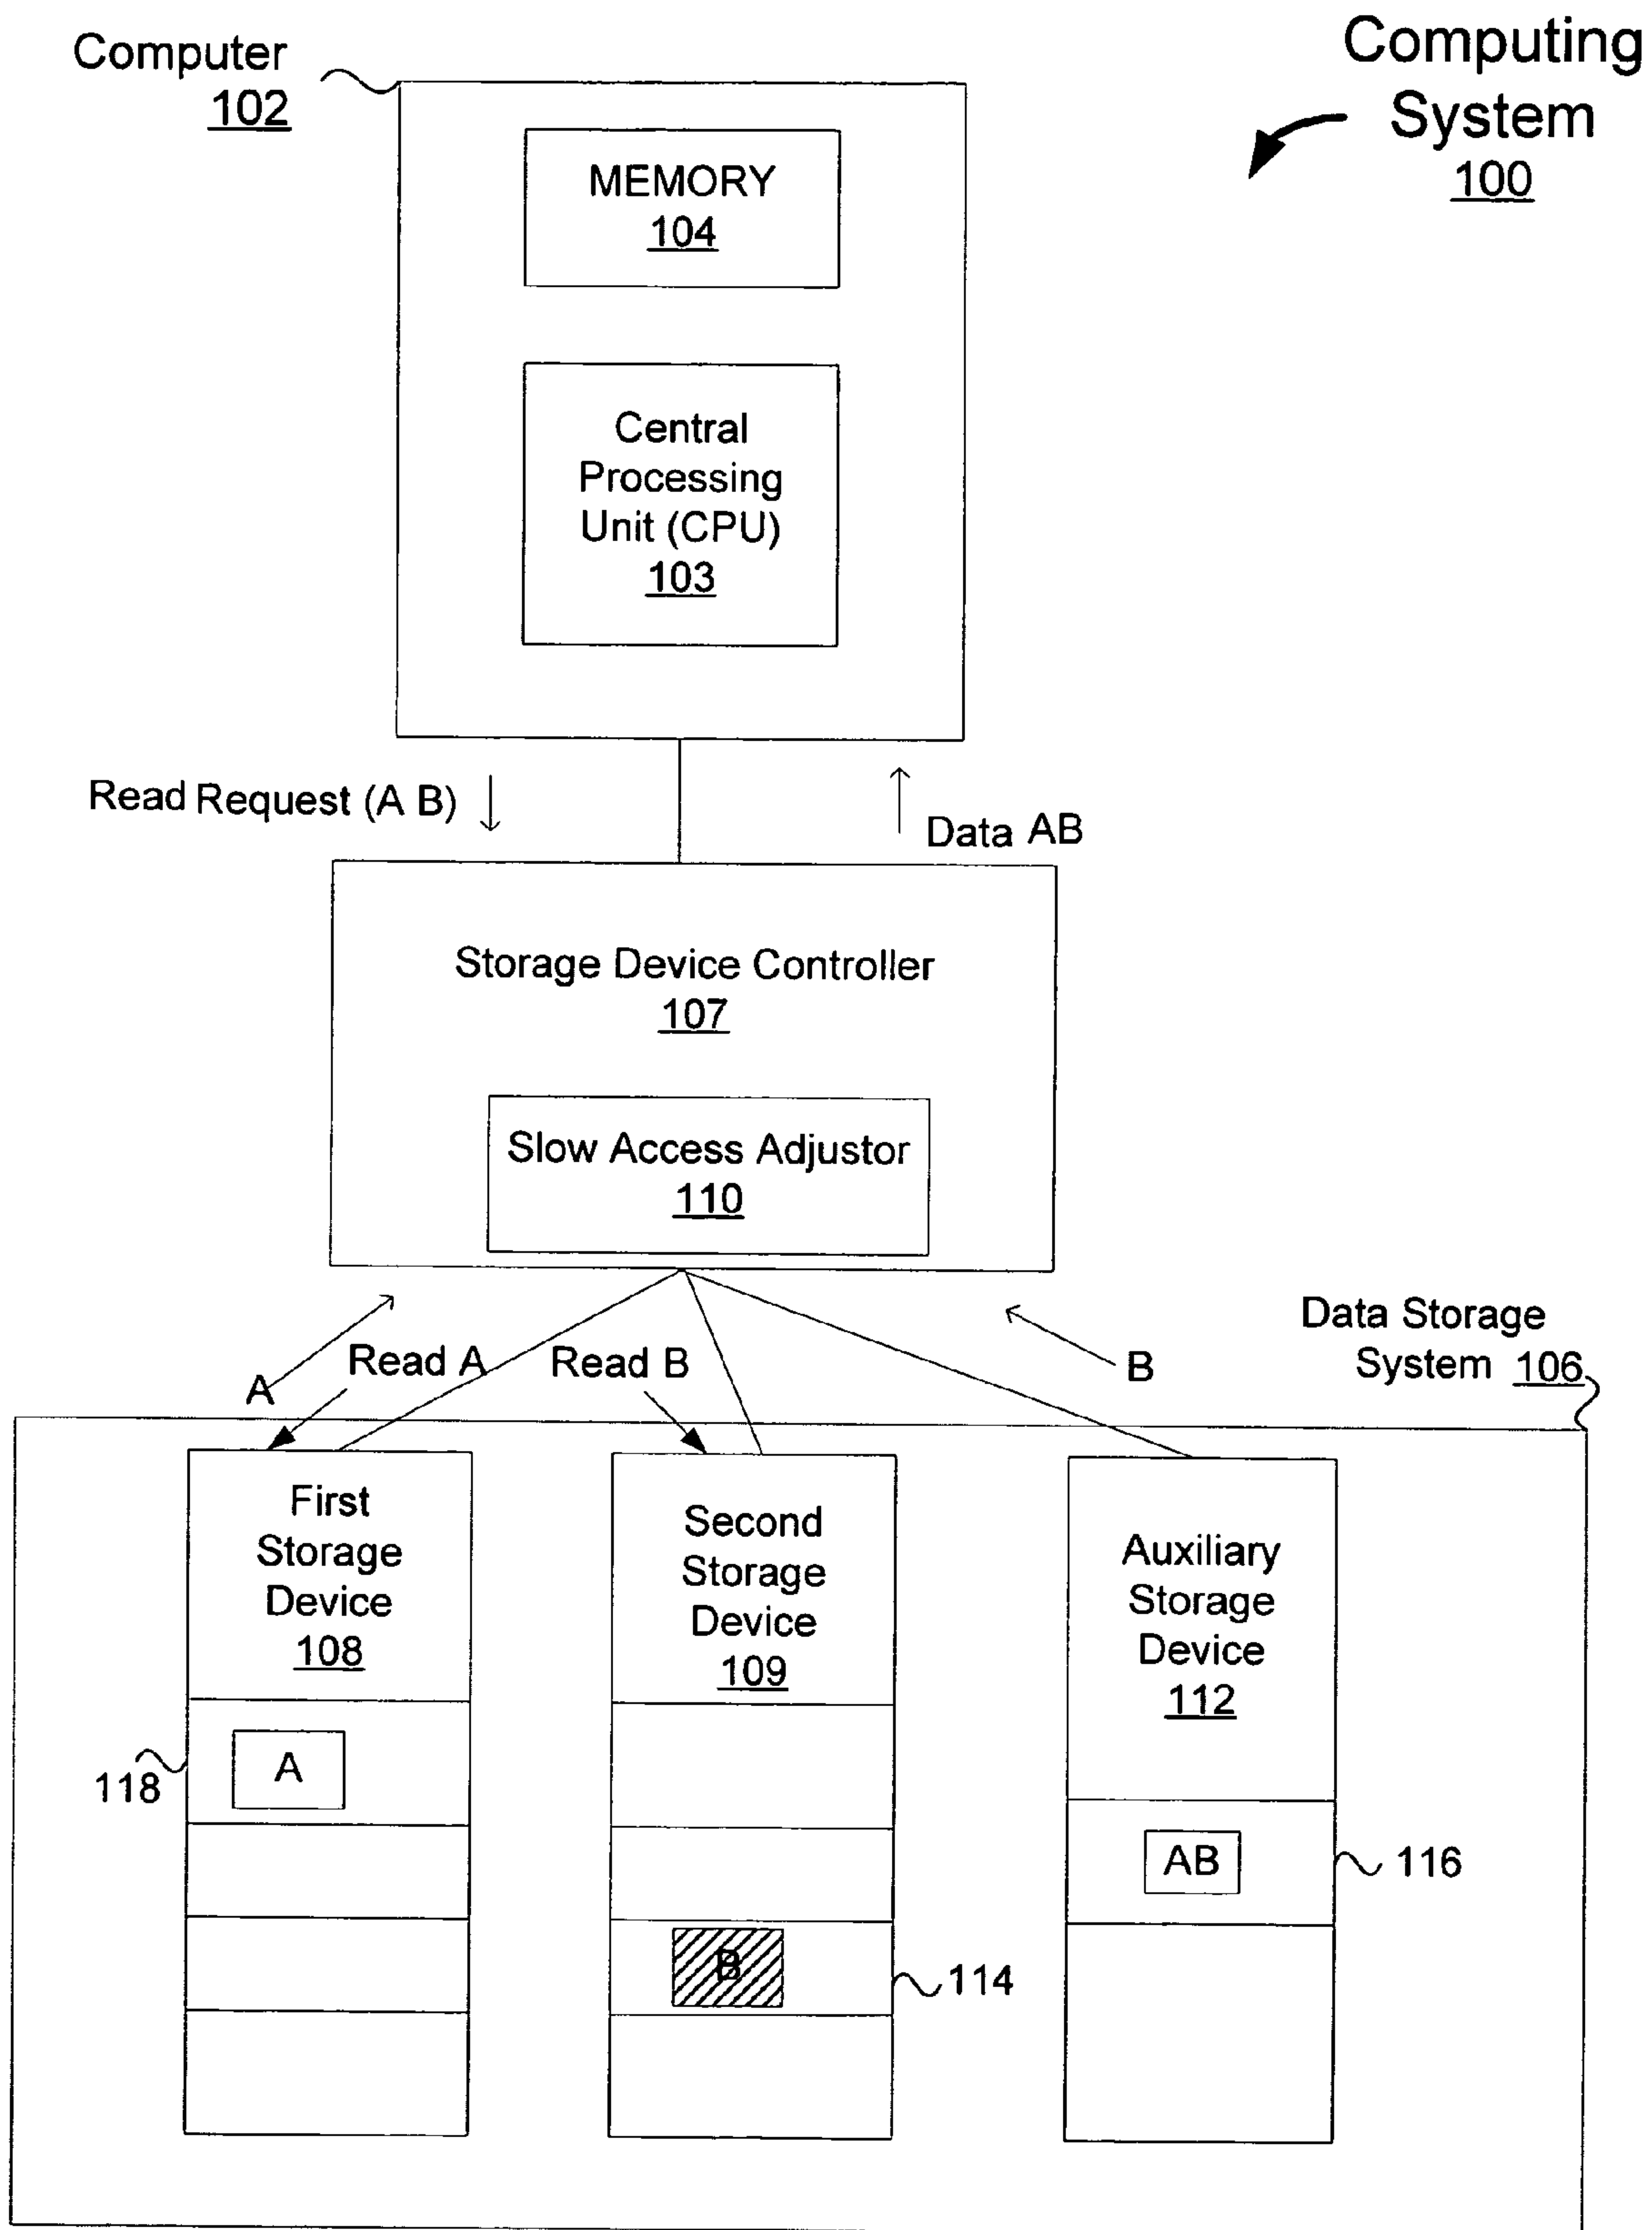 Computer
102
Computing
System
100
MEMORY
104
Central
Processing
Unit (CPU)
103
Read Request (A B)
Data AB
Storage Device Controller
107
Slow Access Adjustor
110
A
Read A
Read B
B
Data Storage
System 106
First
Storage
Device
108
Second
Storage
Device
109
Auxiliary
Storage
Device
112
118
A
AB
116
B
114